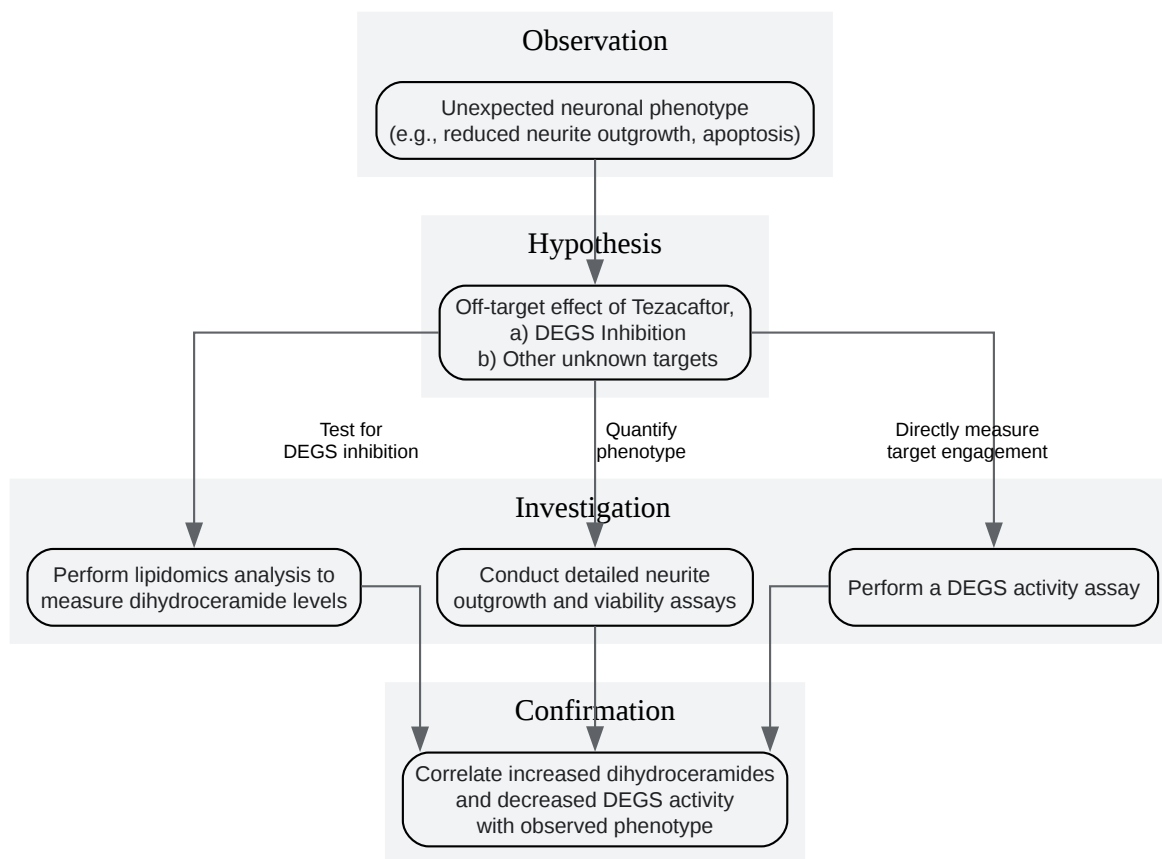 Observation
Unexpected neuronal phenotype
(e.g., reduced neurite outgrowth, apoptosis)
Hypothesis
Off-target effect of Tezacaftor,
a) DEGS Inhibition
b) Other unknown targets
Test for
DEGS inhibition
Quantify
phenotype
Directly measure
target engagement
Investigation
Perform lipidomics analysis to
measure dihydroceramide levels
Conduct detailed neurite
outgrowth and viability assays
Perform a DEGS activity assay
Confirmation
Correlate increased dihydroceramides
and decreased DEGS activity
with observed phenotype